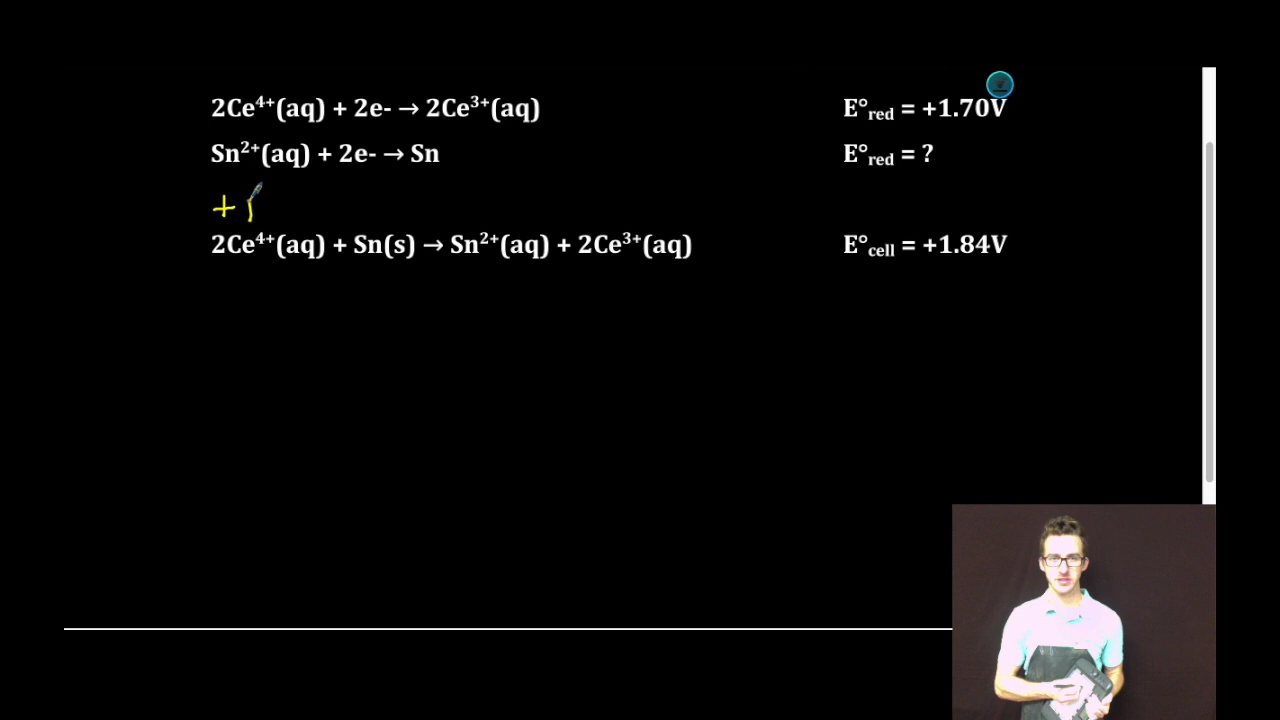 2Ce⁴⁺(aq) + 2e- → 2Ce³⁺(aq) E°red = +1.70V
Sn²⁺(aq) + 2e- → Sn E°red = ?
+
2Ce⁴⁺(aq) + Sn(s) → Sn²⁺(aq) + 2Ce³⁺(aq) E°cell = +1.84V